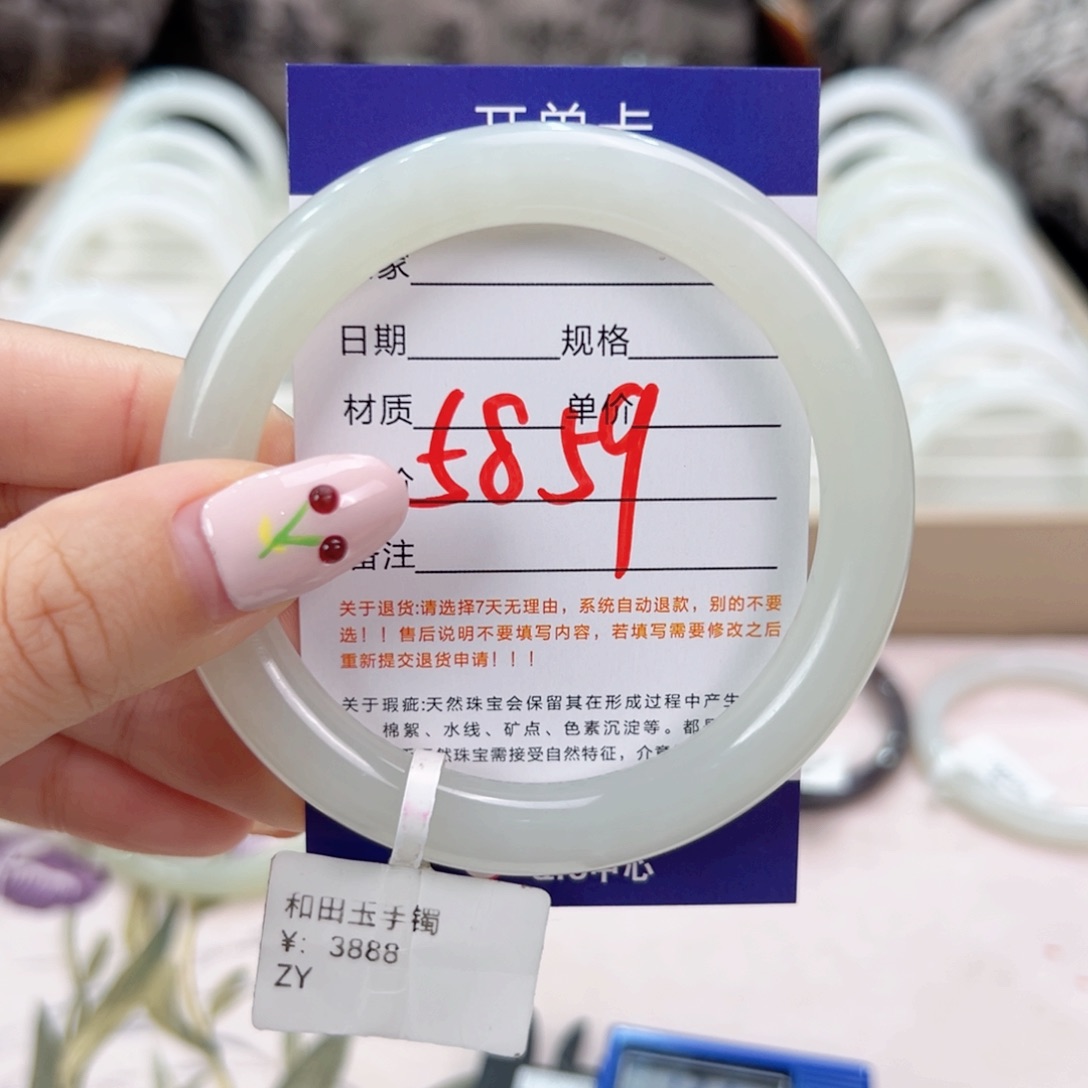 开单卡
日期 规格
材质 单价
5859
备注
关于退货:请选择7天无理由，系统自动退款，别的不要
选！！售后说明不要填写内容，若填写需要修改之后
重新提交退货申请！！！
关于瑕疵:天然珠宝会保留其在形成过程中产生
棉絮、水线、矿点、色素沉淀等。都
然珠宝需接受自然特征，介意
中心
和田玉手镯
¥: 3888
ZY